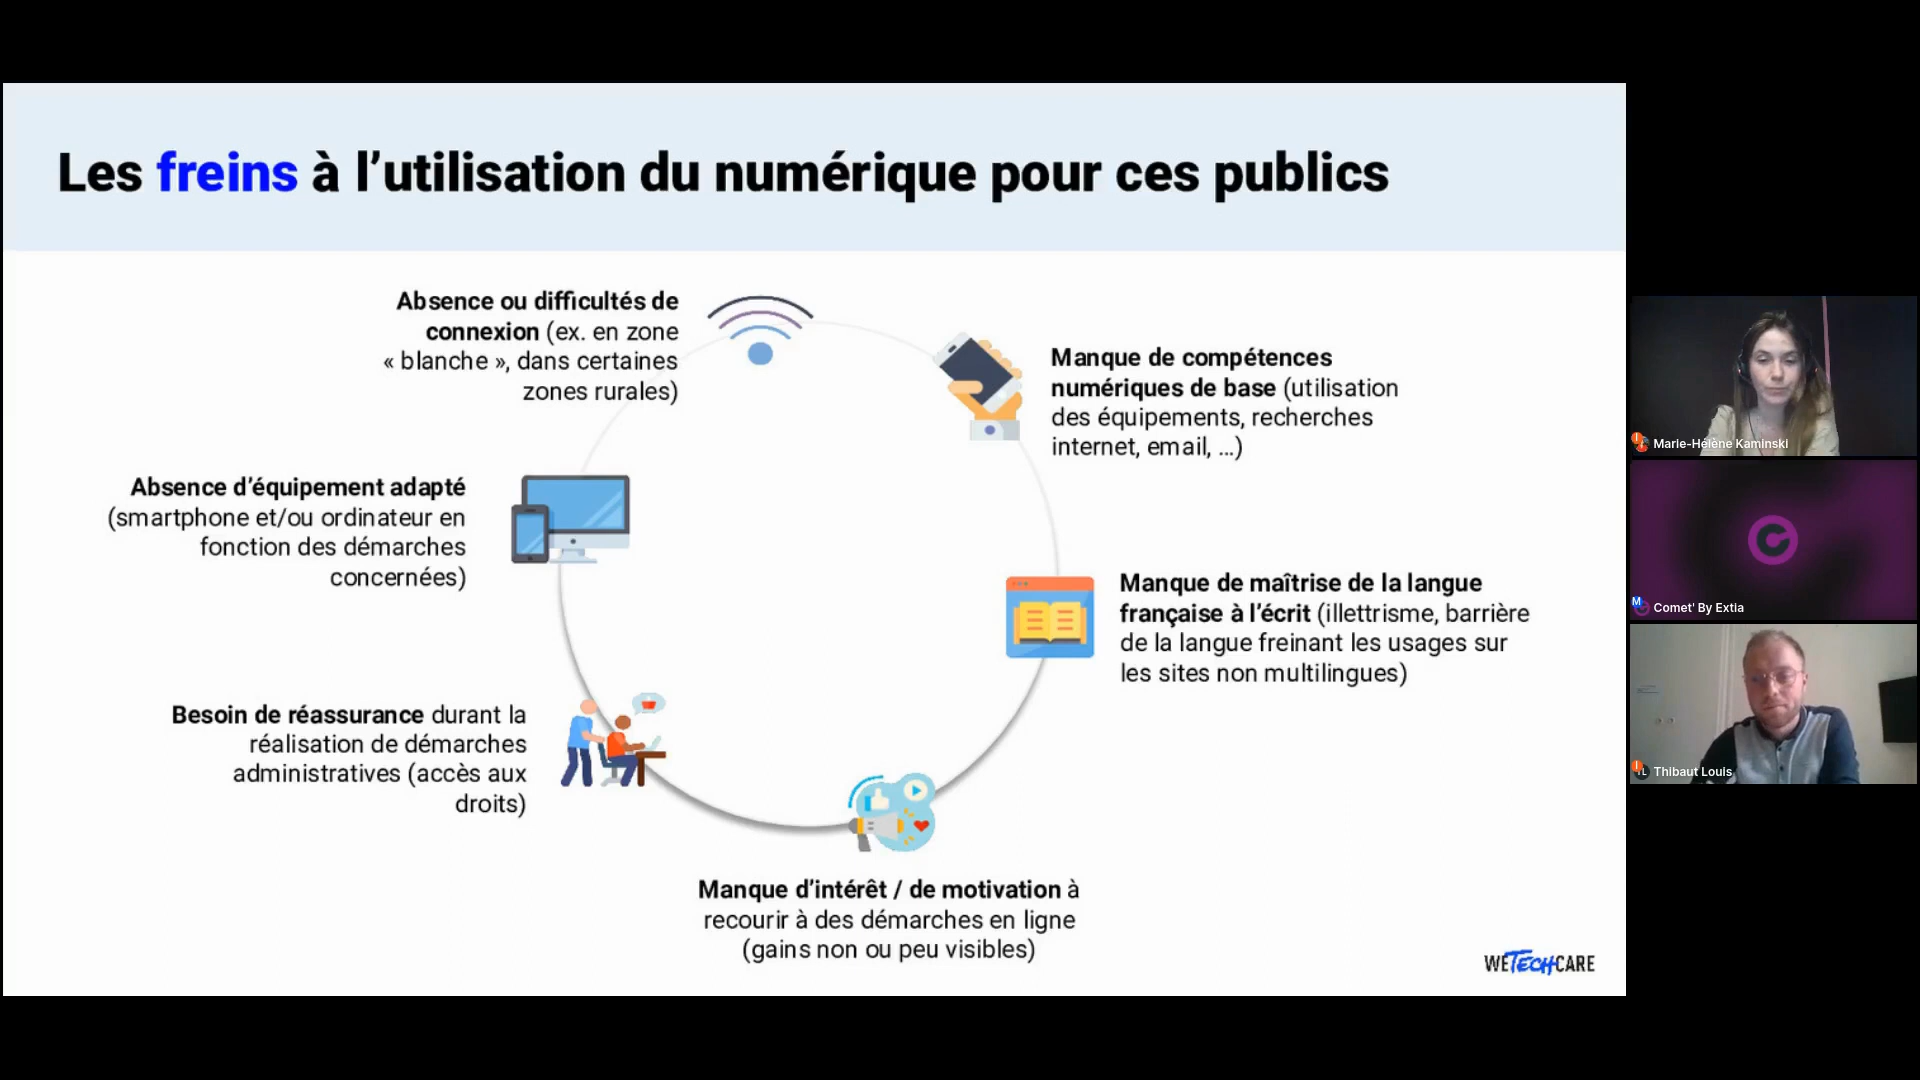 Les freins à l’utilisation du numérique pour ces publics
Absence ou difficultés de
connexion (ex. en zone
« blanche », dans certaines
zones rurales)
Manque de compétences
numériques de base (utilisation
des équipements, recherches
internet, email, ...)
Absence d’équipement adapté
(smartphone et/ou ordinateur en
fonction des démarches
concernées)
Manque de maîtrise de la langue
française à l’écrit (illettrisme, barrière
de la langue freinant les usages sur
les sites non multilingues)
Besoin de réassurance durant la
réalisation de démarches
administratives (accès aux
droits)
Manque d’intérêt / de motivation à
recourir à des démarches en ligne
(gains non ou peu visibles)
WETECHCARE
Marie-Hélène Kaminski
M
Comet' By Extia
TL
Thibaut Louis